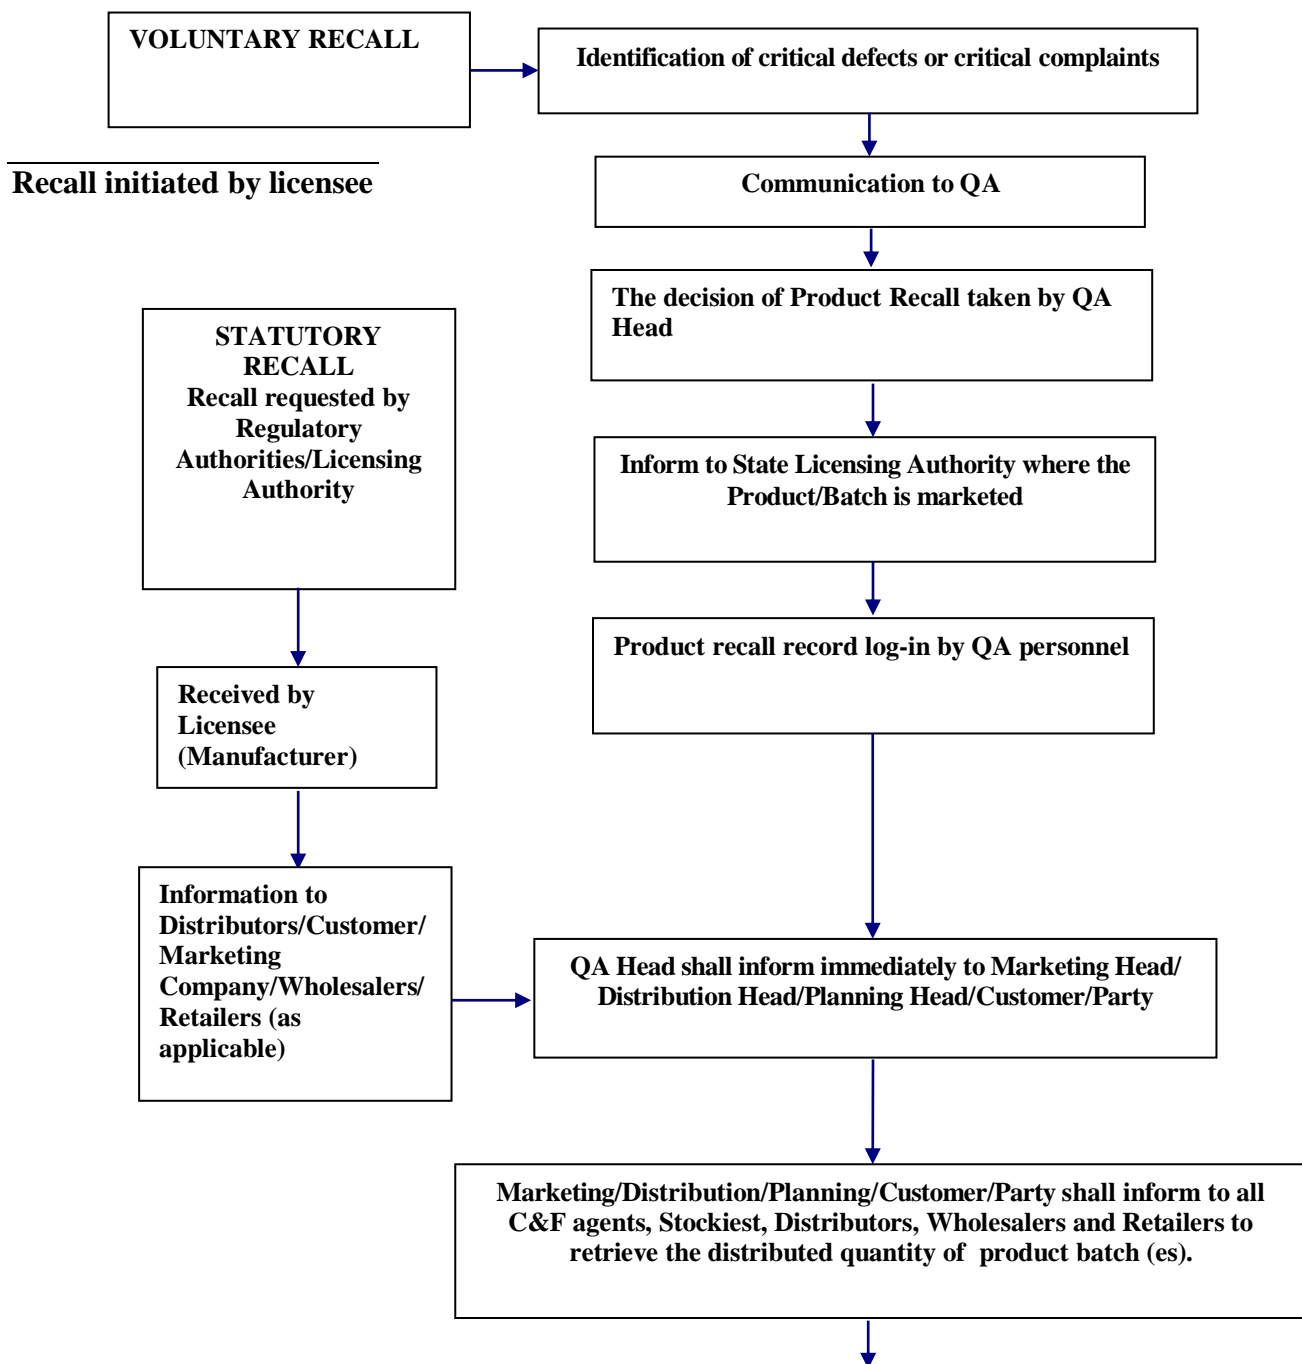 VOLUNTARY RECALL
Identification of critical defects or critical complaints
Recall initiated by licensee
Communication to QA
The decision of Product Recall taken by QA
Head
STATUTORY
RECALL
Recall requested by
Regulatory
Authorities/Licensing
Authority
Inform to State Licensing Authority where the
Product/Batch is marketed
Product recall record log-in by QA personnel
Received by
Licensee
(Manufacturer)
Information to
Distributors/Customer/
Marketing
Company/Wholesalers/
Retailers (as
applicable)
QA Head shall inform immediately to Marketing Head/
Distribution Head/Planning Head/Customer/Party
Marketing/Distribution/Planning/Customer/Party shall inform to all
C&F agents, Stockiest, Distributors, Wholesalers and Retailers to
retrieve the distributed quantity of product batch (es).